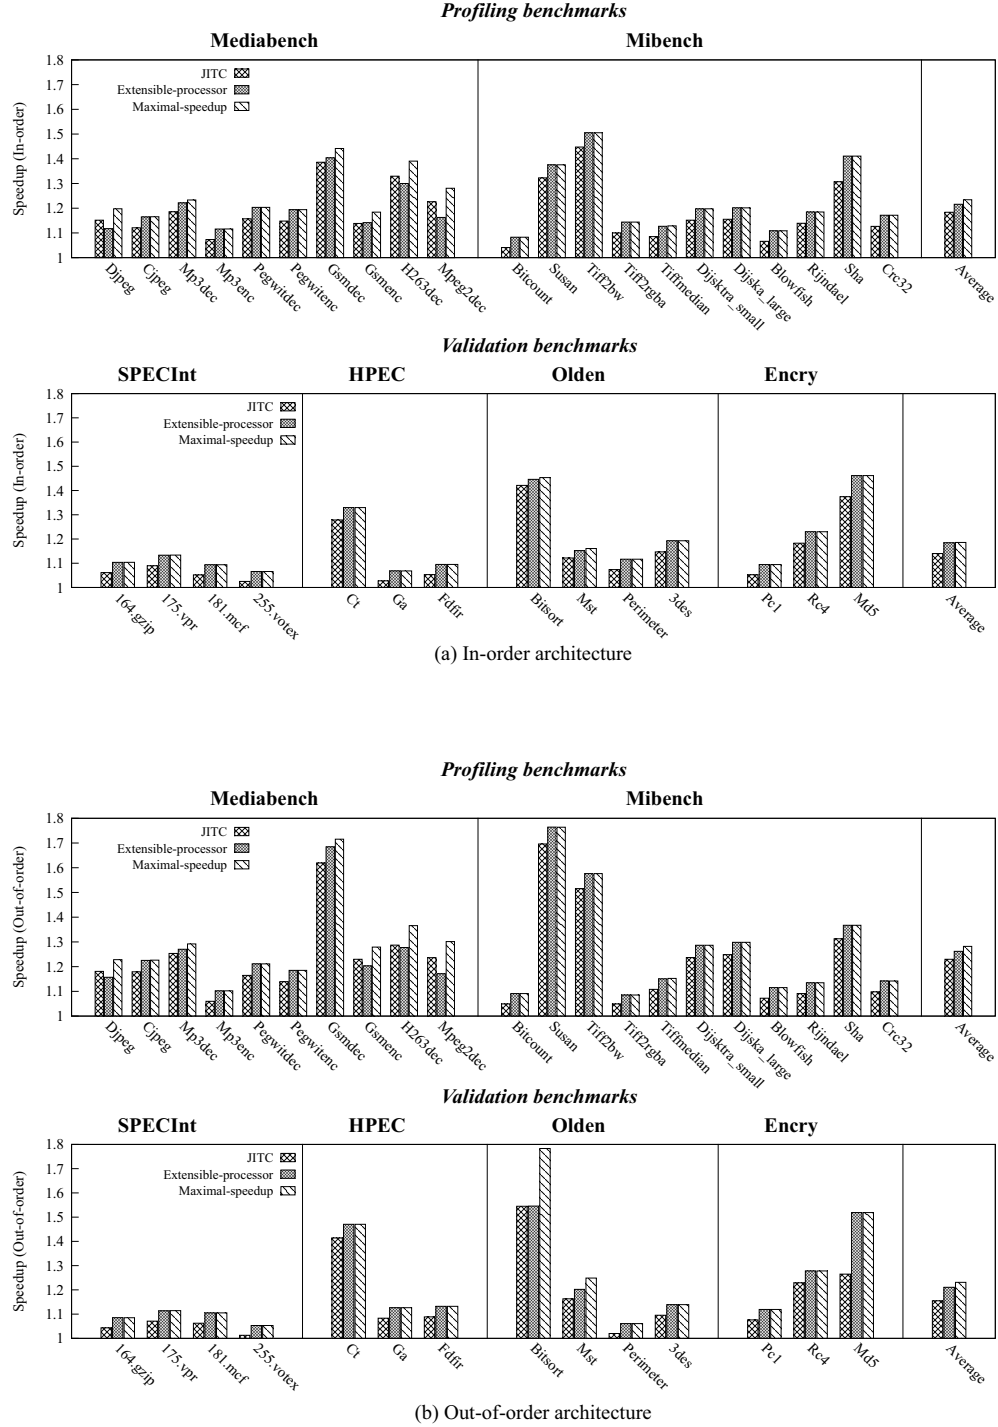 Profiling benchmarks
Mediabench Mibench
1.8
1.7
1.6
1.5
1.4
1.3
1.2
1.1
1
Speedup (In-order)
JITC
Extensible-processor
Maximal-speedup
Djpeg Cjpeg Mp3dec Mp3enc Pegwitdec Pegwitenc Gsmdec Gsmenc H263dec Mpeg2dec Bitcount Susan Tiff2bw Tiff2rgba Tiffmedian Dijsktra_small Dijska_large Blowfish Rijndael Sha Crc32 Average
Validation benchmarks
SPECInt HPEC Olden Encry
1.8
1.7
1.6
1.5
1.4
1.3
1.2
1.1
1
Speedup (In-order)
JITC
Extensible-processor
Maximal-speedup
164.gzip 175.vpr 181.mcf 255.votex Ct Ga Fdfir Bitsort Mst Perimeter 3des Pc1 Rc4 Md5 Average
(a) In-order architecture
Profiling benchmarks
Mediabench Mibench
1.8
1.7
1.6
1.5
1.4
1.3
1.2
1.1
1
Speedup (Out-of-order)
JITC
Extensible-processor
Maximal-speedup
Djpeg Cjpeg Mp3dec Mp3enc Pegwitdec Pegwitenc Gsmdec Gsmenc H263dec Mpeg2dec Bitcount Susan Tiff2bw Tiff2rgba Tiffmedian Dijsktra_small Dijska_large Blowfish Rijndael Sha Crc32 Average
Validation benchmarks
SPECInt HPEC Olden Encry
1.8
1.7
1.6
1.5
1.4
1.3
1.2
1.1
1
Speedup (Out-of-order)
JITC
Extensible-processor
Maximal-speedup
164.gzip 175.vpr 181.mcf 255.votex Ct Ga Fdfir Bitsort Mst Perimeter 3des Pc1 Rc4 Md5 Average
(b) Out-of-order architecture